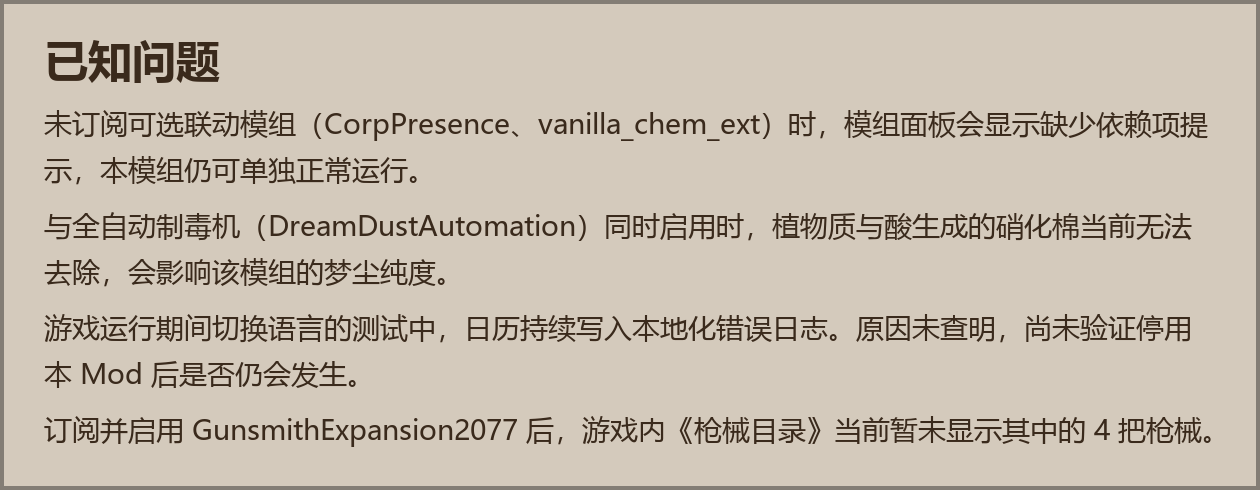 已知问题
未订阅可选联动模组（CorpPresence、vanilla_chem_ext）时，模组面板会显示缺少依赖项提
示，本模组仍可单独正常运行。
与全自动制毒机（DreamDustAutomation）同时启用时，植物质与酸生成的硝化棉当前无法
去除，会影响该模组的梦尘纯度。
游戏运行期间切换语言的测试中，日历持续写入本地化错误日志。原因未查明，尚未验证停用
本 Mod 后是否仍会发生。
订阅并启用 GunsmithExpansion2077 后，游戏内《枪械目录》当前暂未显示其中的 4 把枪械。